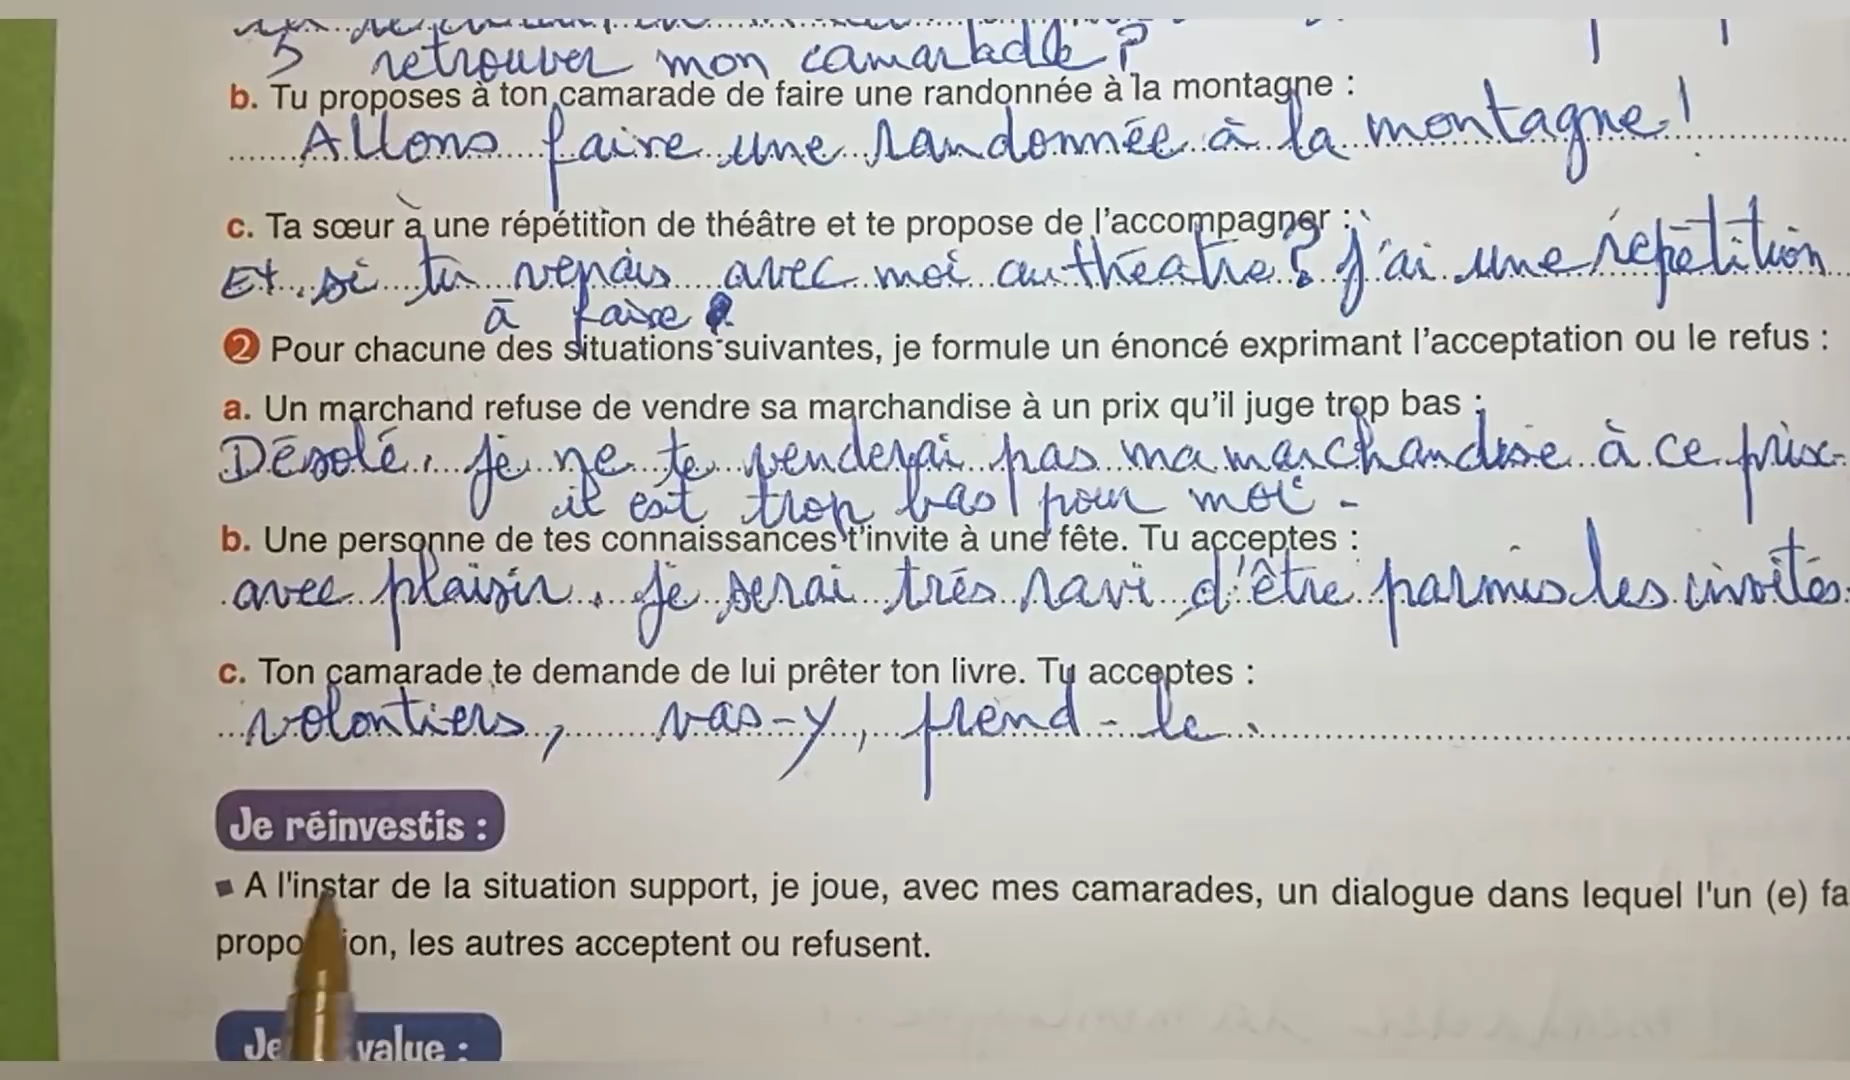 retrouver mon camarade ?
b. Tu proposes à ton camarade de faire une randonnée à la montagne :
Allons faire une randonnée à la montagne !
c. Ta sœur a une répétition de théâtre et te propose de l'accompagner :
Et si tu venais avec moi au théâtre ? J'ai une répétition
à faire.
2 Pour chacune des situations suivantes, je formule un énoncé exprimant l'acceptation ou le refus :
a. Un marchand refuse de vendre sa marchandise à un prix qu'il juge trop bas :
Désolé, je ne te venderai pas ma marchandise à ce prix
il est trop bas pour moi -
b. Une personne de tes connaissances t'invite à une fête. Tu acceptes :
avec plaisir. Je serai très ravi d'être parmis les invités.
c. Ton camarade te demande de lui prêter ton livre. Tu acceptes :
volontiers, vas-y, prend-le.
Je réinvestis :
A l'instar de la situation support, je joue, avec mes camarades, un dialogue dans lequel l'un (e) fa
propo ion, les autres acceptent ou refusent.
Je value :